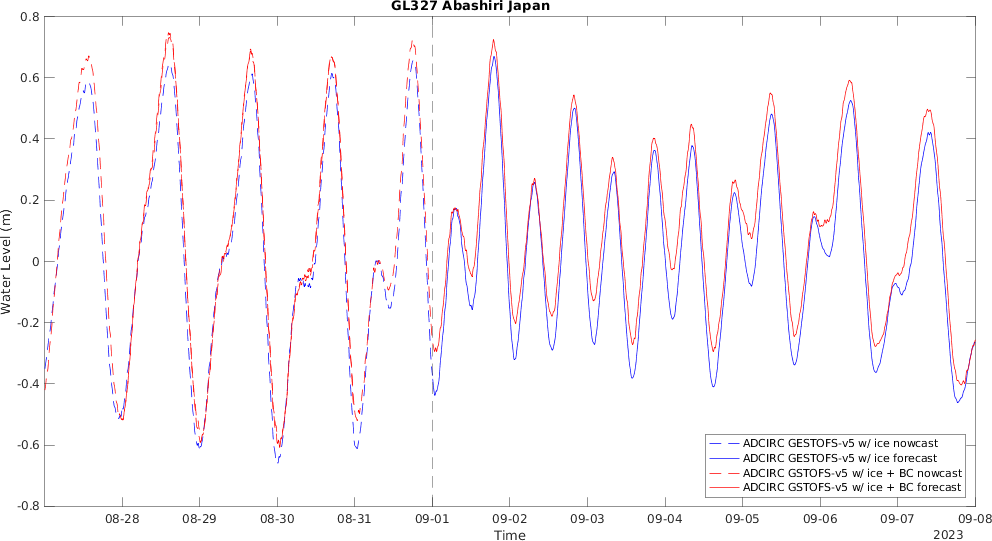 GL327 Abashiri Japan
0.8
0.6
0.4
0.2
0
-0.2
-0.4
-0.6
-0.8
Water Level (m)
08-28 08-29 08-30 08-31 09-01 09-02 09-03 09-04 09-05 09-06 09-07 09-08
Time
2023
ADCIRC GESTOFS-v5 w/ ice nowcast
ADCIRC GESTOFS-v5 w/ ice forecast
ADCIRC GSTOFS-v5 w/ ice + BC nowcast
ADCIRC GSTOFS-v5 w/ ice + BC forecast